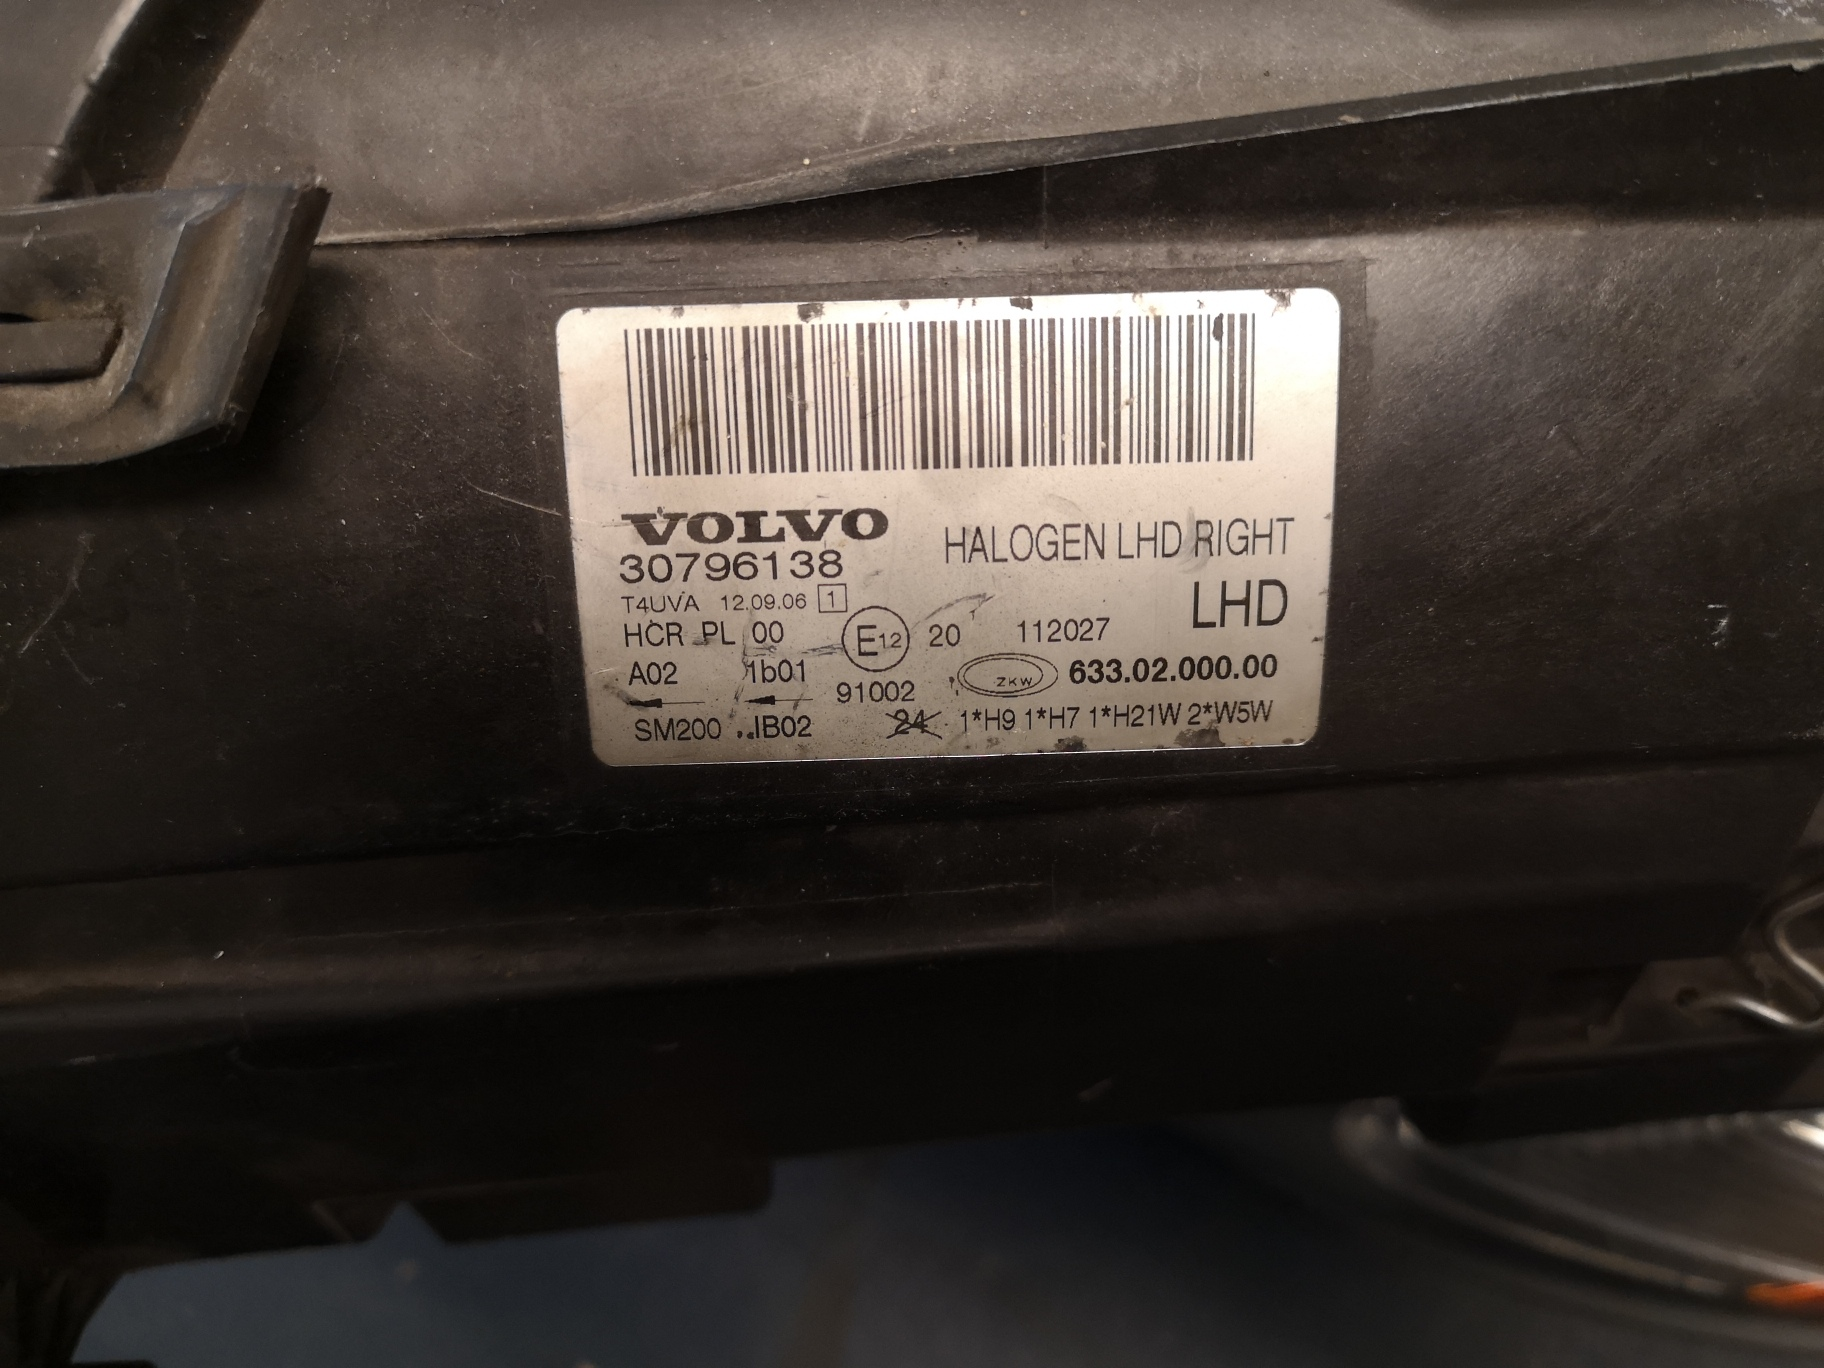 VOLVO
30796138
HALOGEN LHD RIGHT
T4UVA 12.09.06 1
LHD
HCR PL 00 E12 20 112027
A02 1b01 91002 ZKW 633.02.000.00
SM200 IB02 24 1*H9 1*H7 1*H21W 2*W5W